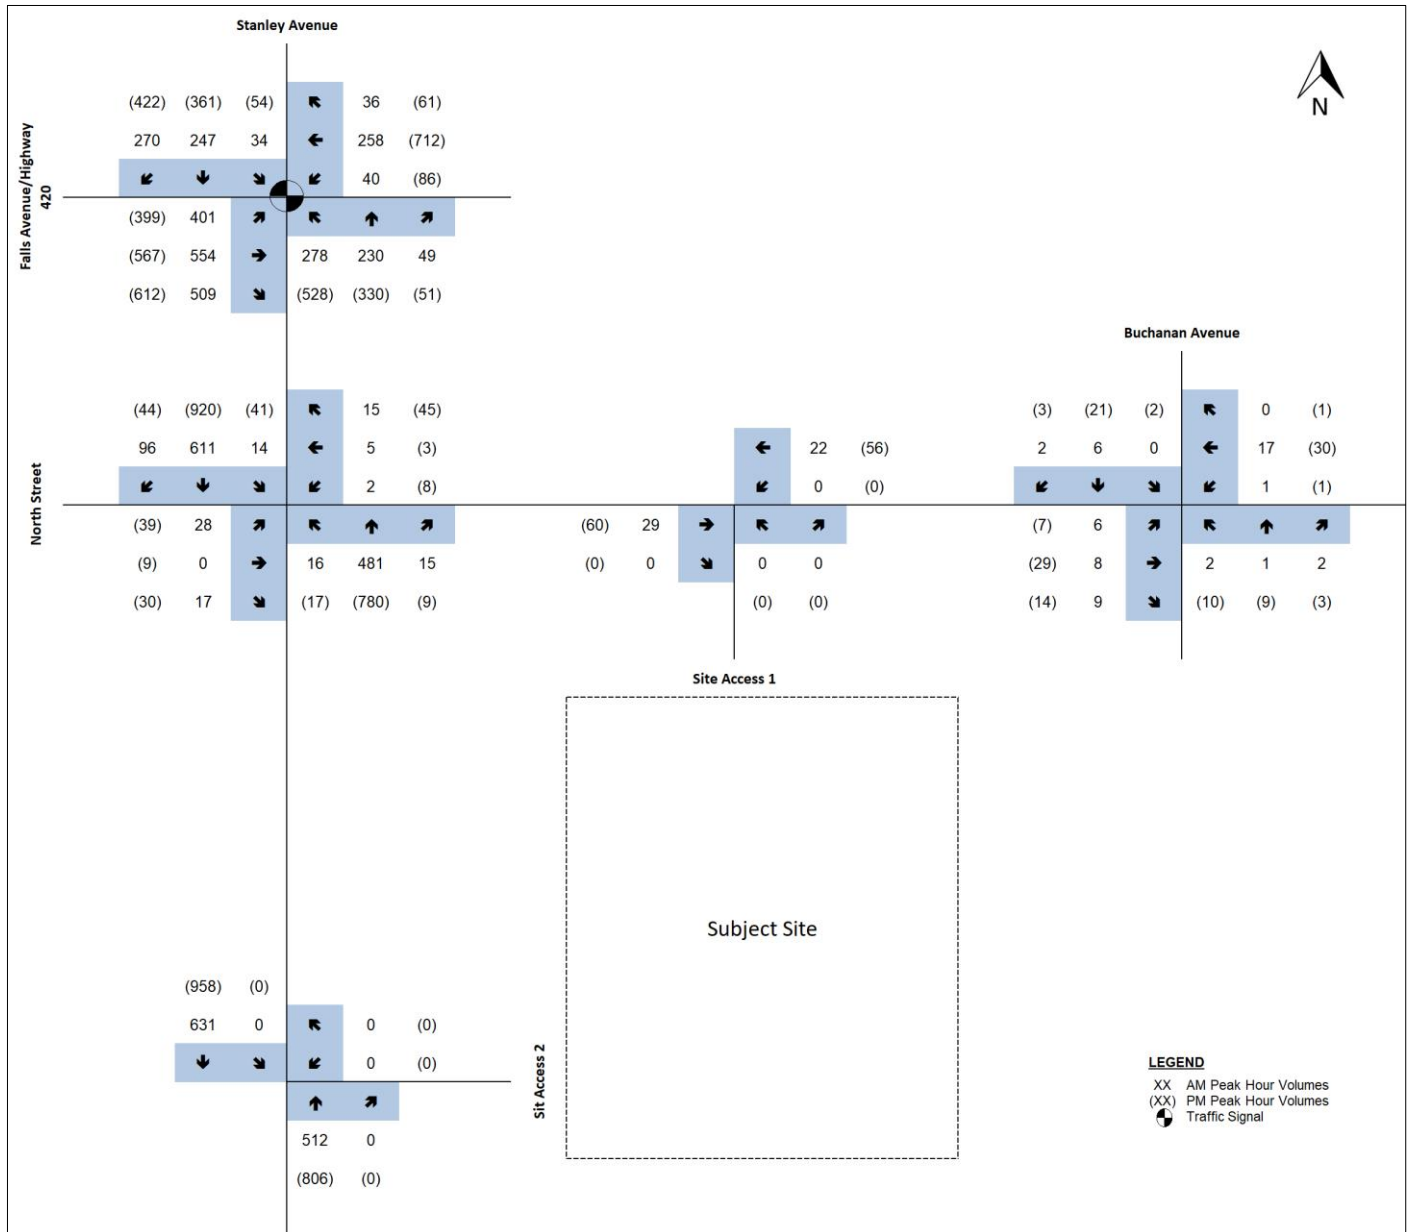 Stanley Avenue
(422) (361) (54) 36 (61)
270 247 34 258 (712)
40 (86)
Falls Avenue/Highway
420
(399) 401
(567) 554 278 230 49
(612) 509 (528) (330) (51)
N
Buchanan Avenue
(44) (920) (41) 15 (45)
96 611 14 5 (3)
2 (8)
North Street
(39) 28
(9) 0 16 481 15
(30) 17 (17) (780) (9)
22 (56)
0 (0)
(60) 29
(0) 0 0 0
(0) (0)
Site Access 1
(3) (21) (2) 0 (1)
2 6 0 17 (30)
1 (1)
(7) 6
(29) 8 2 1 2
(14) 9 (10) (9) (3)
Subject Site
(958) (0)
631 0 0 (0)
0 (0)
Sit Access 2
512 0
(806) (0)
LEGEND
XX AM Peak Hour Volumes
(XX) PM Peak Hour Volumes
Traffic Signal